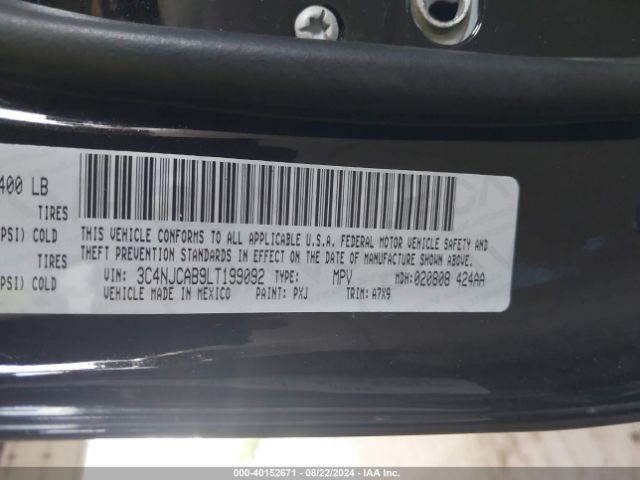 400 LB
TIRES
PSI) COLD
TIRES
PSI) COLD
THIS VEHICLE CONFORMS TO ALL APPLICABLE U.S.A. FEDERAL MOTOR VEHICLE SAFETY AND
THEFT PREVENTION STANDARDS IN EFFECT ON THE DATE OF MANUFACTURE SHOWN ABOVE.
VIN: 3C4NJCAB9LT199092 TYPE: MPV MDH: 020808 424AA
VEHICLE MADE IN MEXICO PAINT: PXJ TRIM: A7X9
000-40152671 - 08/22/2024 - IAA Inc.